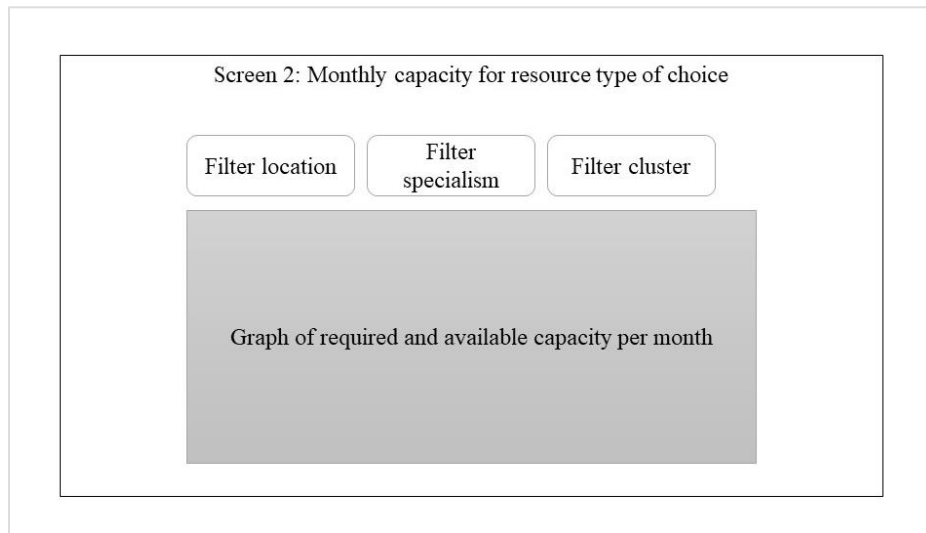 Screen 2: Monthly capacity for resource type of choice
Filter location
Filter
specialism
Filter cluster
Graph of required and available capacity per month